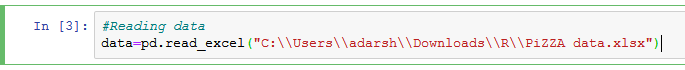 In [3]: #Reading data
data=pd.read_excel("C:\\Users\\adarsh\\Downloads\\R\\PiZZA data.xlsx")